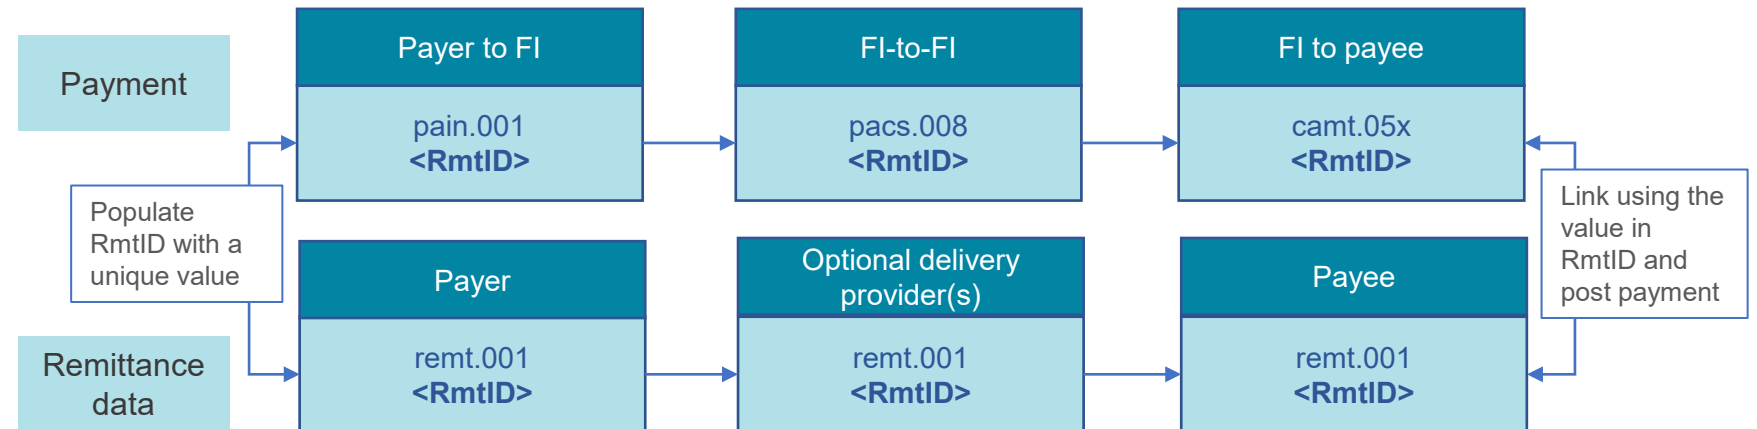 Payment
Payer to FI
pain.001
<RmtID>
FI-to-FI
pacs.008
<RmtID>
FI to payee
camt.05x
<RmtID>
Populate
RmtID with a
unique value
Link using the
value in
RmtID and
post payment
Remittance
data
Payer
remt.001
<RmtID>
Optional delivery
provider(s)
remt.001
<RmtID>
Payee
remt.001
<RmtID>